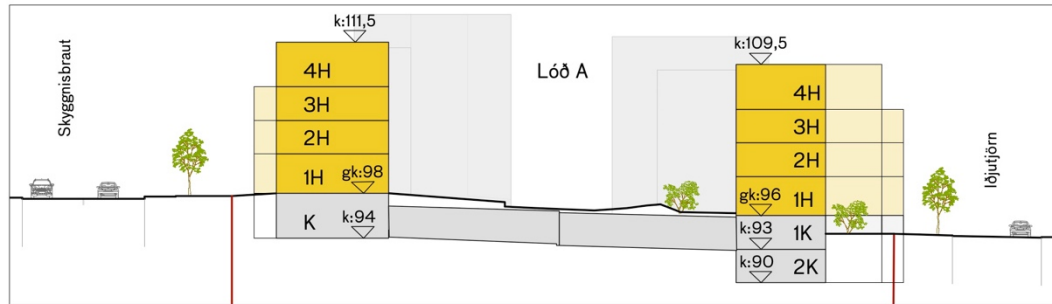 k:111,5
k:109,5
Skyggnisbraut
Lóð A
4H
3H
2H
1H
gk:98
K
k:94
4H
3H
2H
1H
gk:96
k:93
1K
k:90
2K
Iðjutjörn